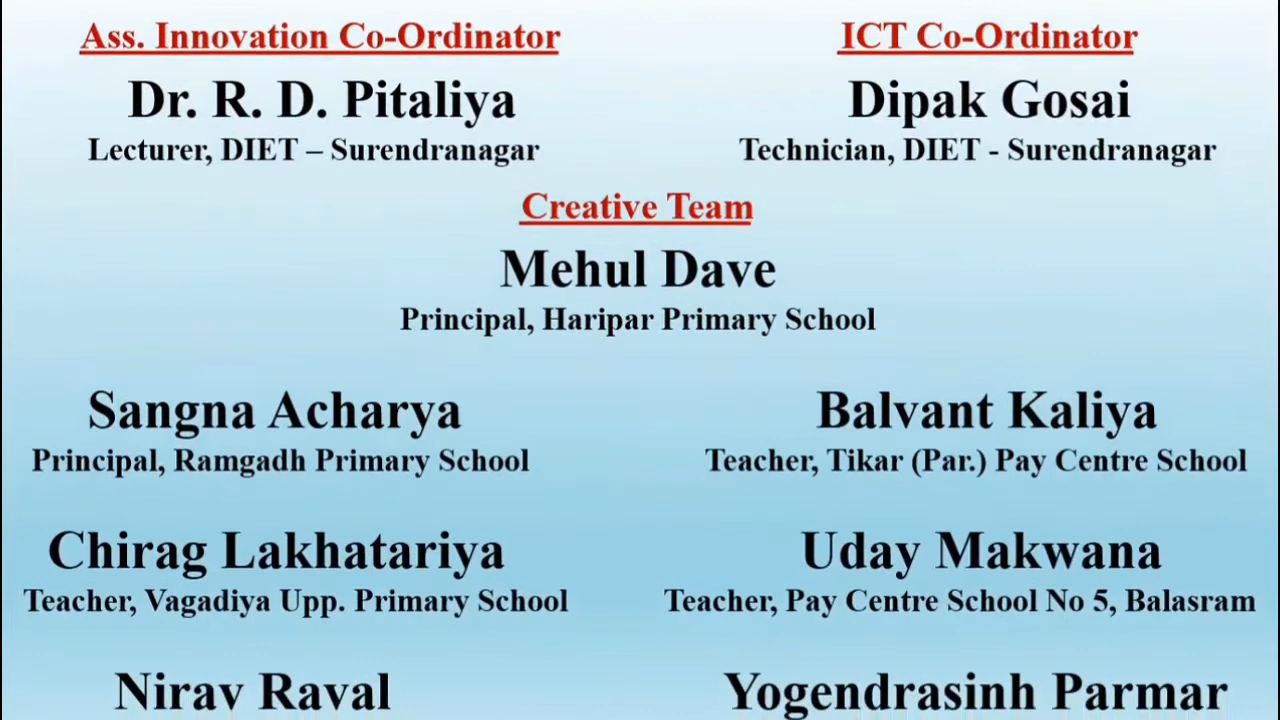 Ass. Innovation Co-Ordinator
ICT Co-Ordinator
Dr. R. D. Pitaliya
Dipak Gosai
Lecturer, DIET – Surendranagar
Technician, DIET - Surendranagar
Creative Team
Mehul Dave
Principal, Haripar Primary School
Sangna Acharya
Balvant Kaliya
Principal, Ramgadh Primary School
Teacher, Tikar (Par.) Pay Centre School
Chirag Lakhatariya
Uday Makwana
Teacher, Vagadiya Upp. Primary School
Teacher, Pay Centre School No 5, Balasram
Nirav Raval
Yogendrasinh Parmar